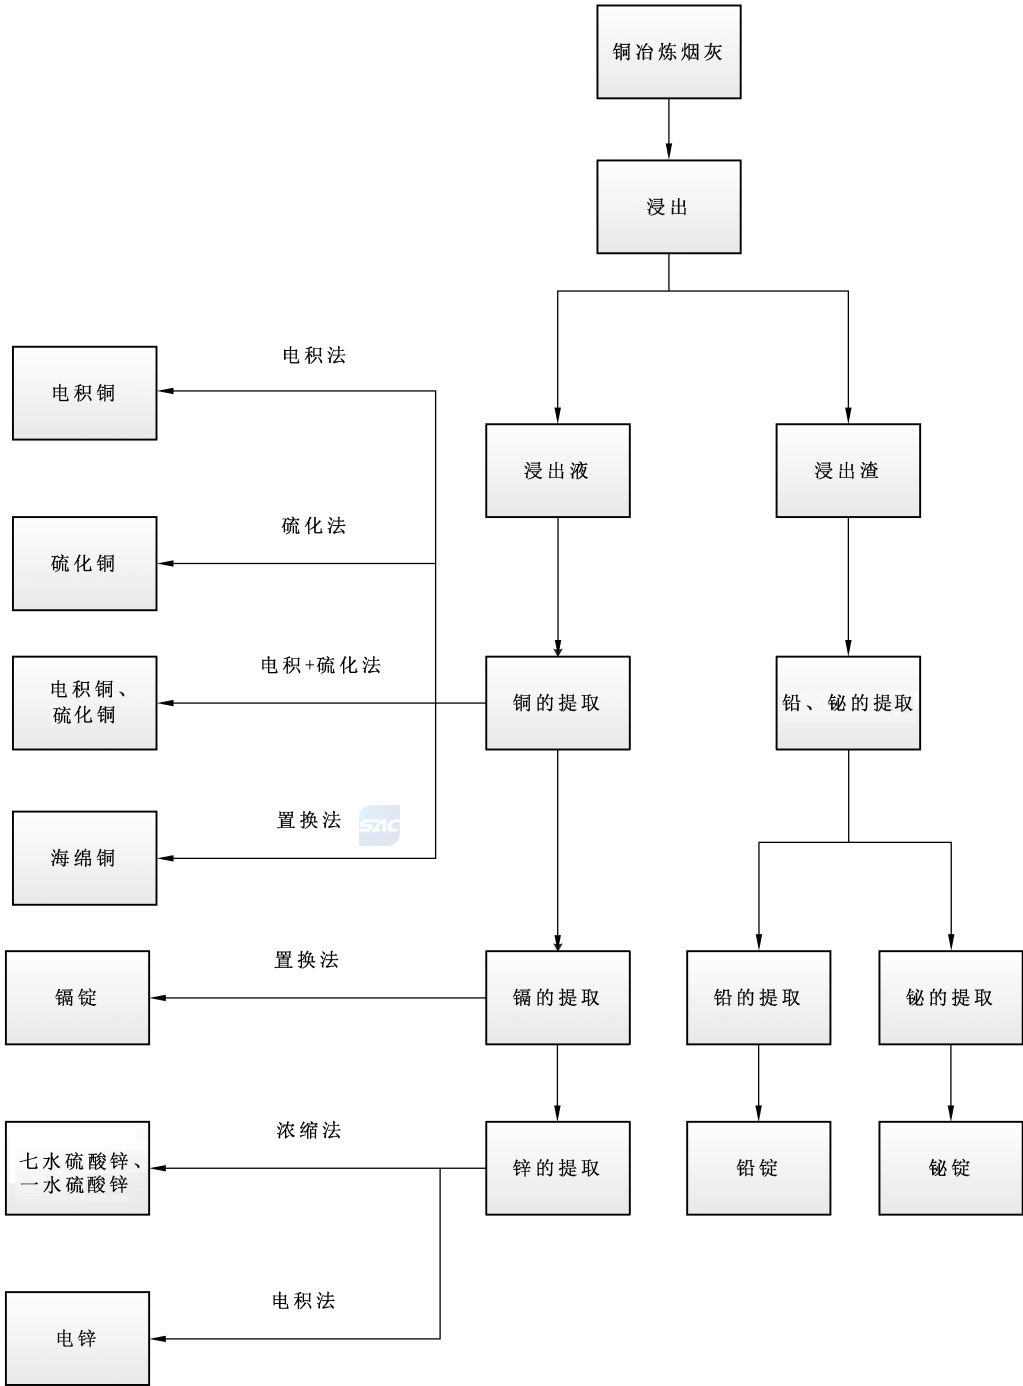 铜冶炼烟灰
浸出
电积法
电积铜
浸出液
浸出渣
硫化法
硫化铜
电积+硫化法
电积铜、
硫化铜
铜的提取
铅、铋的提取
置换法
SAC
海绵铜
置换法
镉锭
镉的提取
铅的提取
铋的提取
浓缩法
七水硫酸锌、
一水硫酸锌
锌的提取
铅锭
铋锭
电积法
电锌